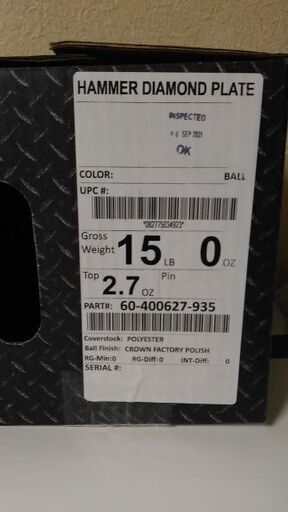 HAMMER DIAMOND PLATE
INSPECTED
SEP 2021
OK
COLOR: BALL
UPC #:
*082775034923*
Gross Weight 15 LB 0 OZ
Top 2.7 OZ Pin
PART#: 60-400627-935
Coverstock: POLYESTER
Ball Finish: CROWN FACTORY POLISH
RG-Min:0 RG-Diff:0 INT-Diff: 0
SERIAL #: